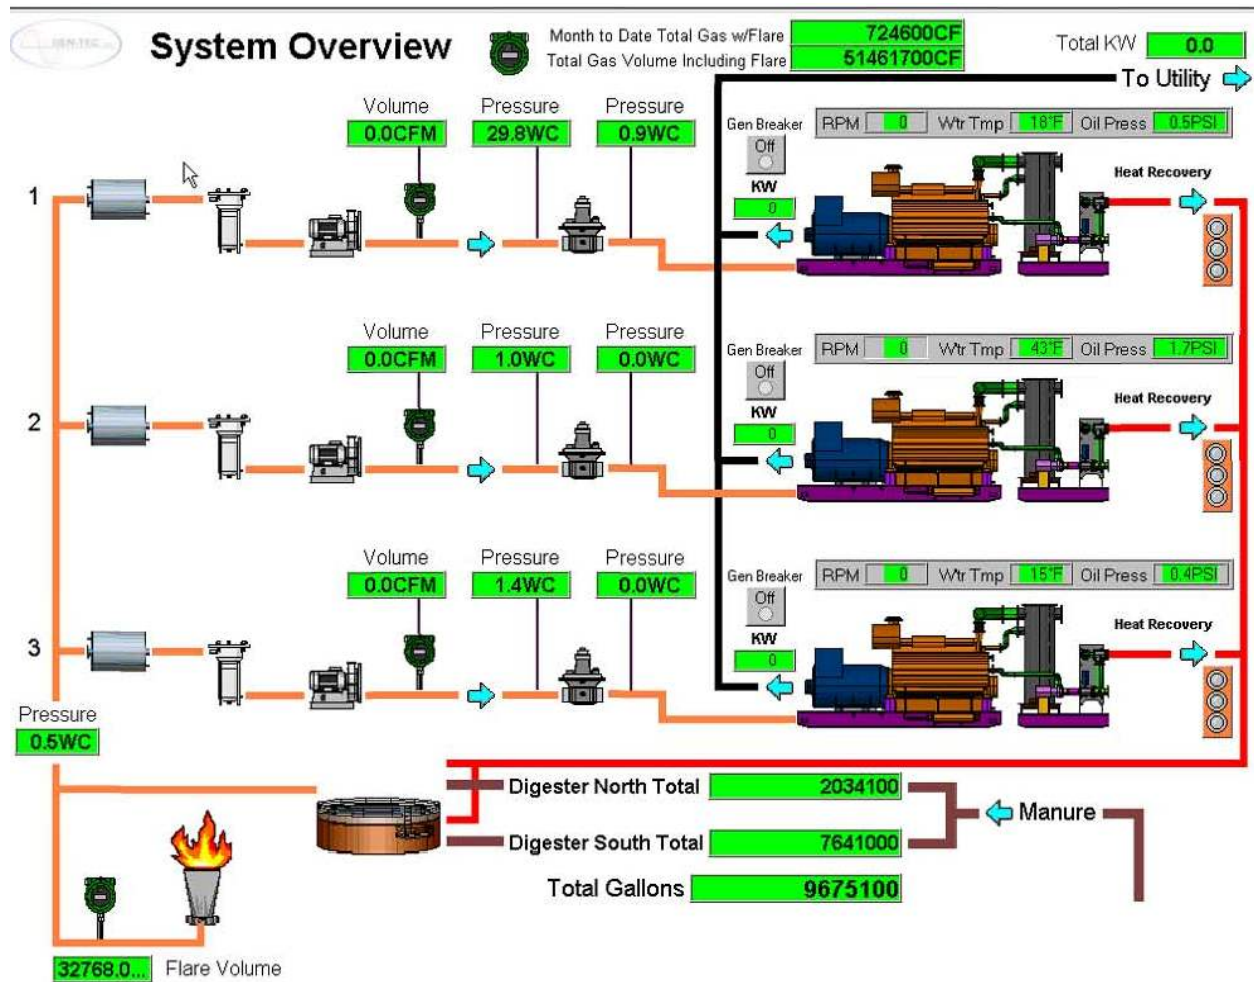 GEN-TEC
System Overview
Month to Date Total Gas w/Flare 724600CF
Total Gas Volume Including Flare 51461700CF
Total KW 0.0
To Utility
Volume Pressure Pressure
0.0CFM 29.8WC 0.9WC
Gen Breaker
Off
RPM 0 Wtr Tmp 18°F Oil Press 0.5PSI
KW
0
Heat Recovery
1
Volume Pressure Pressure
0.0CFM 1.0WC 0.0WC
Gen Breaker
Off
RPM 0 Wtr Tmp 43°F Oil Press 1.7PSI
KW
0
Heat Recovery
2
Volume Pressure Pressure
0.0CFM 1.4WC 0.0WC
Gen Breaker
Off
RPM 0 Wtr Tmp 15°F Oil Press 0.4PSI
KW
0
Heat Recovery
3
Pressure
0.5WC
Digester North Total 2034100
Manure
Digester South Total 7641000
Total Gallons 9675100
32768.0... Flare Volume